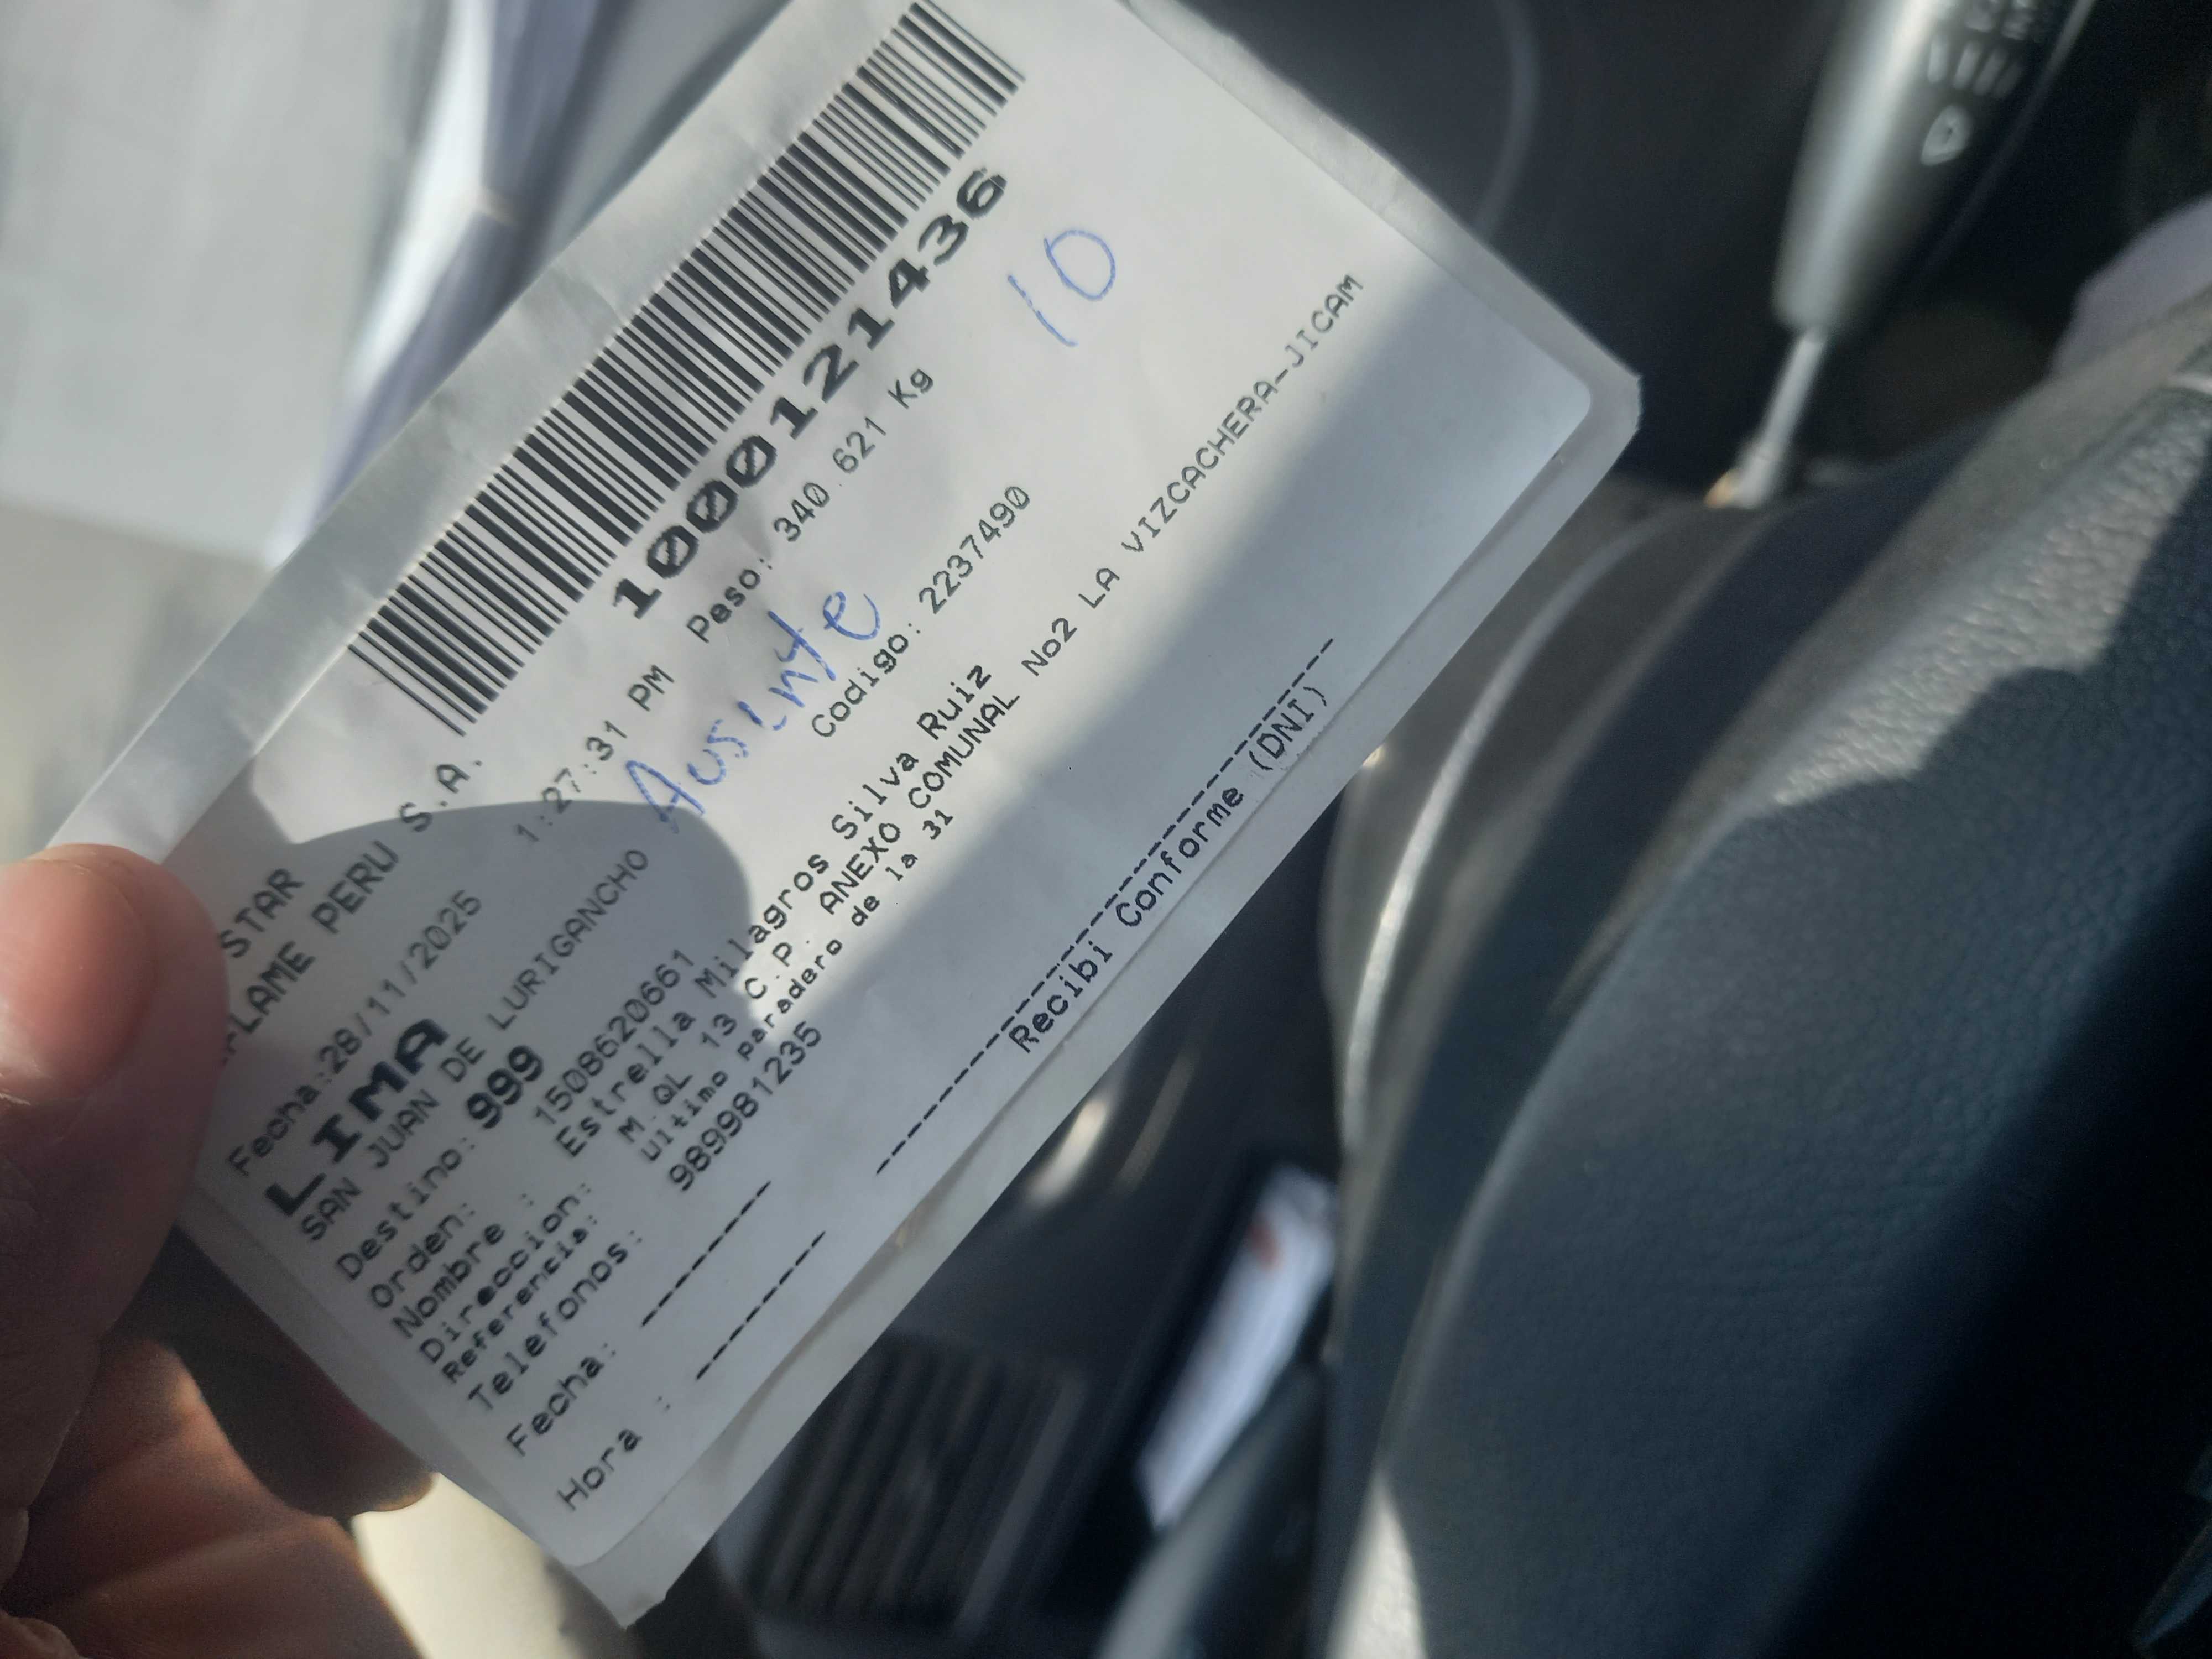 STAR
FLAME PERU S.A.
1000121436
10
Fecha:28/11/2025 1:27:31 PM Peso: 340.621 Kg
LIMA
Ausente
SAN JUAN DE LURIGANCHO
Destino: 999 Codigo: 2237490
Orden: 15086620661
Nombre : Estrella Milagros Silva Ruiz
Direccion: M.QL 13 C.P. ANEXO COMUNAL No2 LA VIZCACHERA-JICAM
Referencia: Ultimo paradero de la 31
Telefonos: 989981235
Fecha: -------
Hora : -------
Recibi Conforme (DNI)